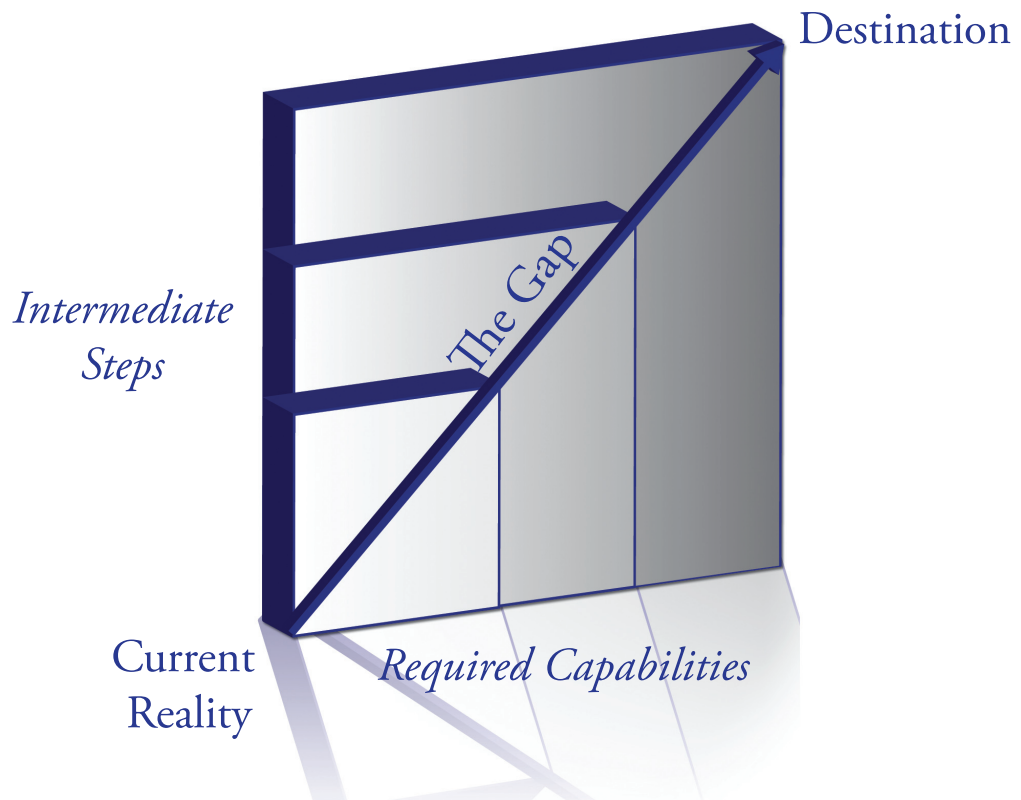 Destination
The Gap
Intermediate
Steps
Current
Reality
Required Capabilities